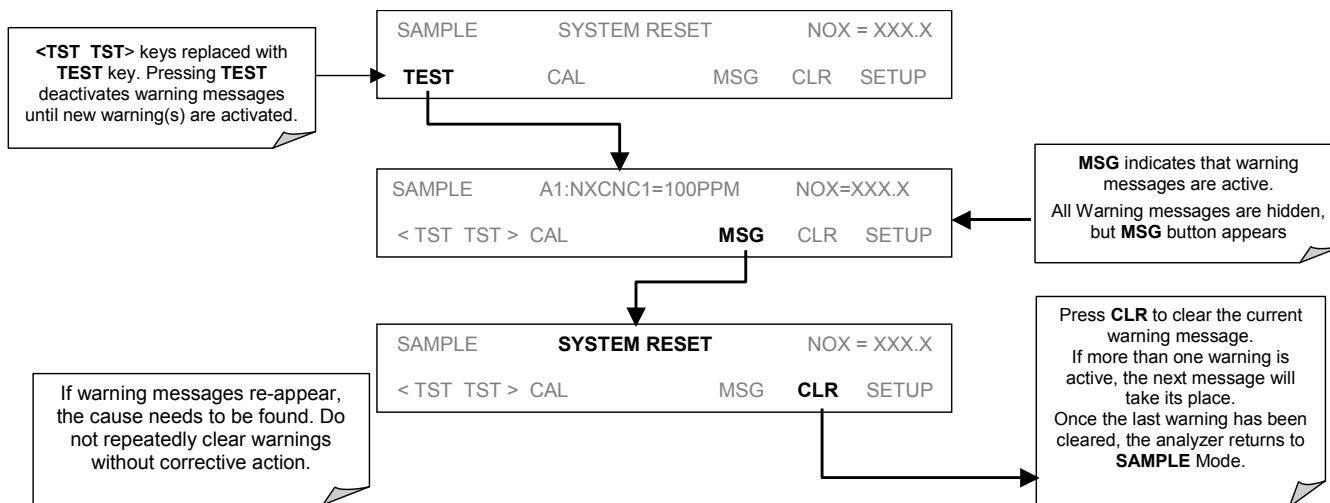 <TST  TST> keys replaced with
TEST key. Pressing TEST
deactivates warning messages
until new warning(s) are activated.
SAMPLE SYSTEM RESET NOX = XXX.X
TEST CAL MSG CLR SETUP
SAMPLE A1:NXCNC1=100PPM NOX=XXX.X
< TST  TST > CAL MSG CLR SETUP
MSG indicates that warning
messages are active.
All Warning messages are hidden,
but MSG button appears
SAMPLE SYSTEM RESET NOX = XXX.X
< TST  TST > CAL MSG CLR SETUP
If warning messages re-appear,
the cause needs to be found. Do
not repeatedly clear warnings
without corrective action.
Press CLR to clear the current
warning message.
If more than one warning is
active, the next message will
take its place.
Once the last warning has been
cleared, the analyzer returns to
SAMPLE Mode.